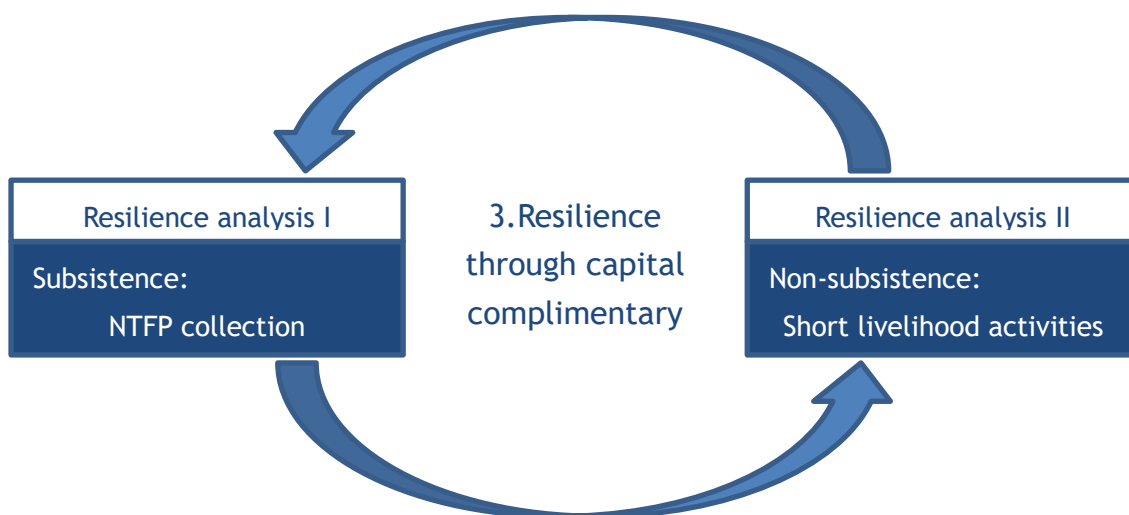 Resilience analysis I
Subsistence:
NTFP collection
3.Resilience
through capital
complimentary
Resilience analysis II
Non-subsistence:
Short livelihood activities